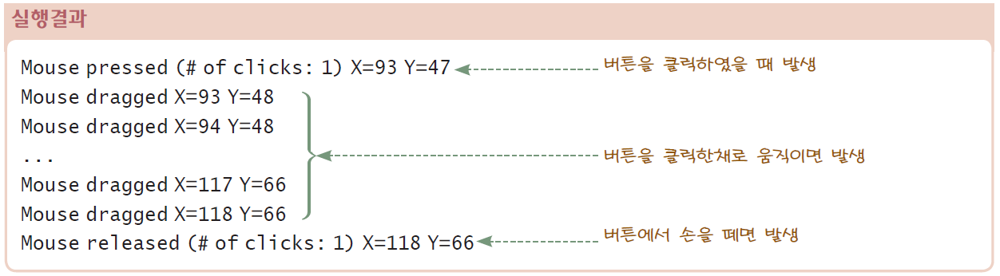 실행결과
Mouse pressed (# of clicks: 1) X=93 Y=47
버튼을 클릭하였을 때 발생
Mouse dragged X=93 Y=48
Mouse dragged X=94 Y=48
...
버튼을 클릭한채로 움직이면 발생
Mouse dragged X=117 Y=66
Mouse dragged X=118 Y=66
Mouse released (# of clicks: 1) X=118 Y=66
버튼에서 손을 떼면 발생